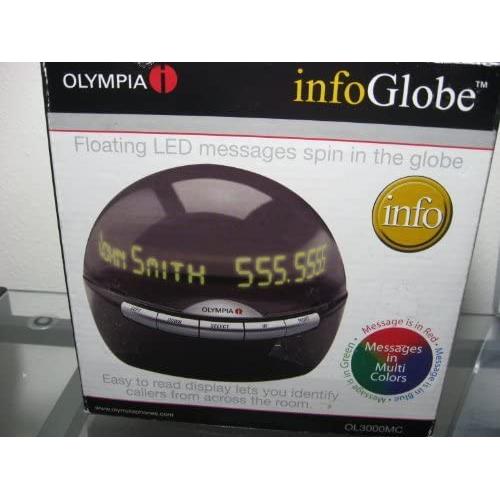 OLYMPIA
infoGlobe™
Floating LED messages spin in the globe
info
JOHN SMITH 555.5555
OLYMPIA
SELECT
Message is in Red
Message is in Blue
Message is in Green
Messages
in
Multi
Colors
Easy to read display lets you identify
callers from across the room.
www.olympiaphones.com
OL3000MC